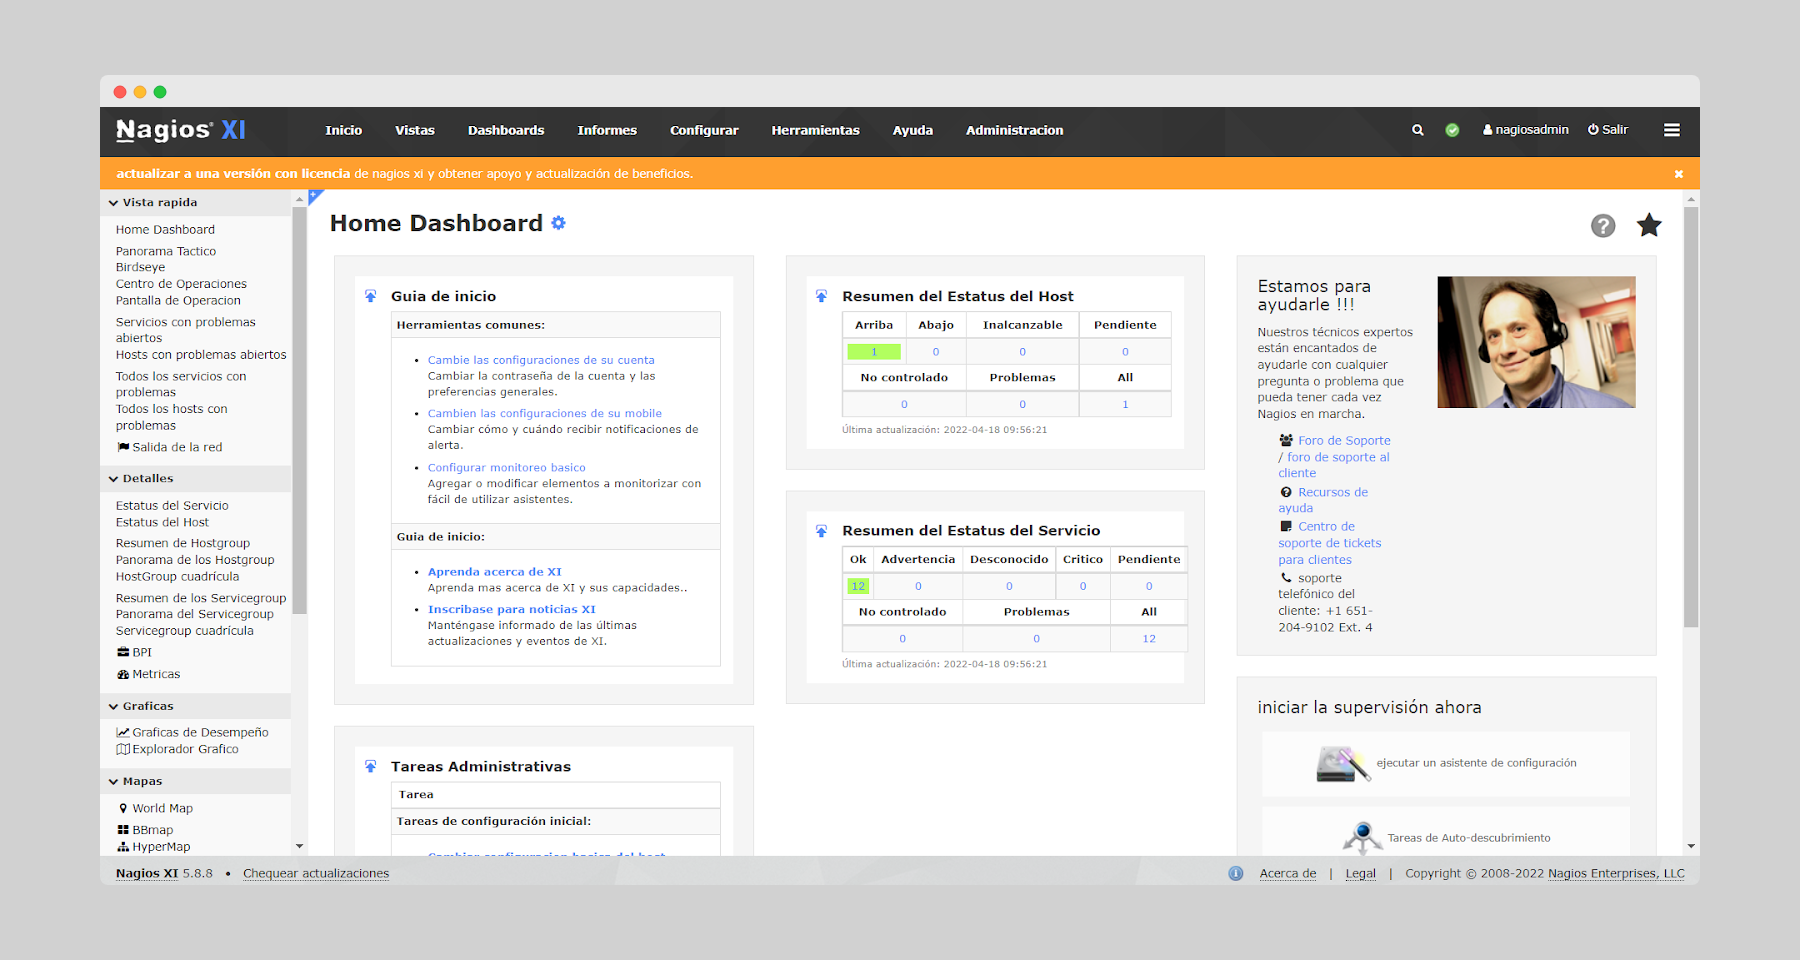 Nagios® XI
Inicio
Vistas
Dashboards
Informes
Configurar
Herramientas
Ayuda
Administracion
nagiosadmin
Salir
actualizar a una versión con licencia de nagios xi y obtener apoyo y actualización de beneficios.
Vista rapida
Home Dashboard
Panorama Tactico
Birdseye
Centro de Operaciones
Pantalla de Operacion
Servicios con problemas
abiertos
Hosts con problemas abiertos
Todos los servicios con
problemas
Todos los hosts con
problemas
Salida de la red
Detalles
Estatus del Servicio
Estatus del Host
Resumen de Hostgroup
Panorama de los Hostgroup
HostGroup cuadrícula
Resumen de los Servicegroup
Panorama del Servicegroup
Servicegroup cuadrícula
BPI
Metricas
Graficas
Graficas de Desempeño
Explorador Grafico
Mapas
World Map
BBmap
HyperMap
Home Dashboard
Guia de inicio
Herramientas comunes:
• Cambie las configuraciones de su cuenta
Cambiar la contraseña de la cuenta y las
preferencias generales.
• Cambien las configuraciones de su mobile
Cambiar cómo y cuándo recibir notificaciones de
alerta.
• Configurar monitoreo basico
Agregar o modificar elementos a monitorizar con
fácil de utilizar asistentes.
Guia de inicio:
• Aprenda acerca de XI
Aprenda mas acerca de XI y sus capacidades..
• Inscribase para noticias XI
Manténgase informado de las últimas
actualizaciones y eventos de XI.
Tareas Administrativas
Tarea
Tareas de configuración inicial:
Cambiar configuracion basica del host
Resumen del Estatus del Host
Arriba Abajo Inalcanzable Pendiente
1 0 0 0
No controlado Problemas All
0 0 1
Última actualización: 2022-04-18 09:56:21
Resumen del Estatus del Servicio
Ok Advertencia Desconocido Critico Pendiente
12 0 0 0 0
No controlado Problemas All
0 0 12
Última actualización: 2022-04-18 09:56:21
Estamos para
ayudarle !!!
Nuestros técnicos expertos
están encantados de
ayudarle con cualquier
pregunta o problema que
pueda tener cada vez
Nagios en marcha.
Foro de Soporte
/ foro de soporte al
cliente
Recursos de
ayuda
Centro de
soporte de tickets
para clientes
soporte
telefónico del
cliente: +1 651-
204-9102 Ext. 4
iniciar la supervisión ahora
ejecutar un asistente de configuración
Tareas de Auto-descubrimiento
Nagios XI 5.8.8 • Chequear actualizaciones
Acerca de | Legal | Copyright © 2008-2022 Nagios Enterprises, LLC